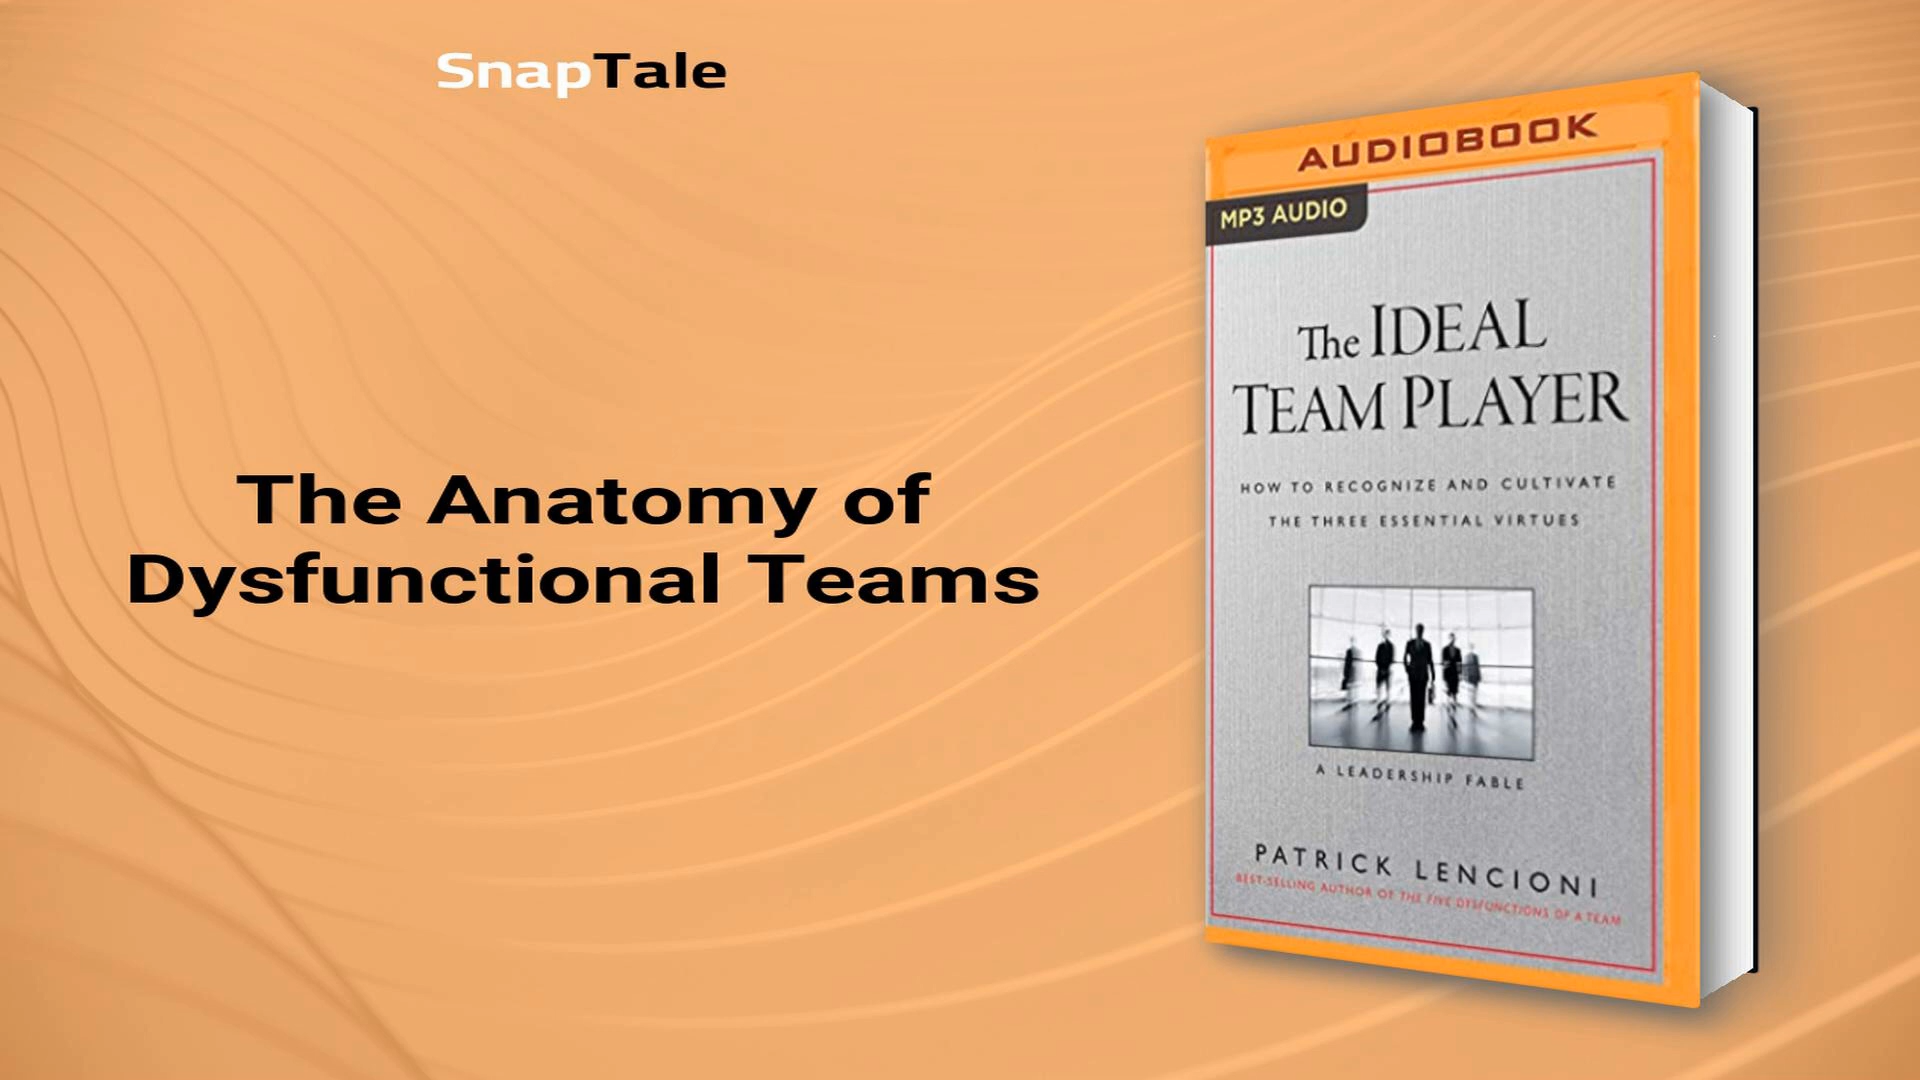 SnapTale
The Anatomy of
Dysfunctional Teams
AUDIOBOOK
MP3 AUDIO
The IDEAL
TEAM PLAYER
HOW TO RECOGNIZE AND CULTIVATE
THE THREE ESSENTIAL VIRTUES
A LEADERSHIP FABLE
PATRICK LENCIONI
BEST-SELLING AUTHOR OF THE FIVE DYSFUNCTIONS OF A TEAM